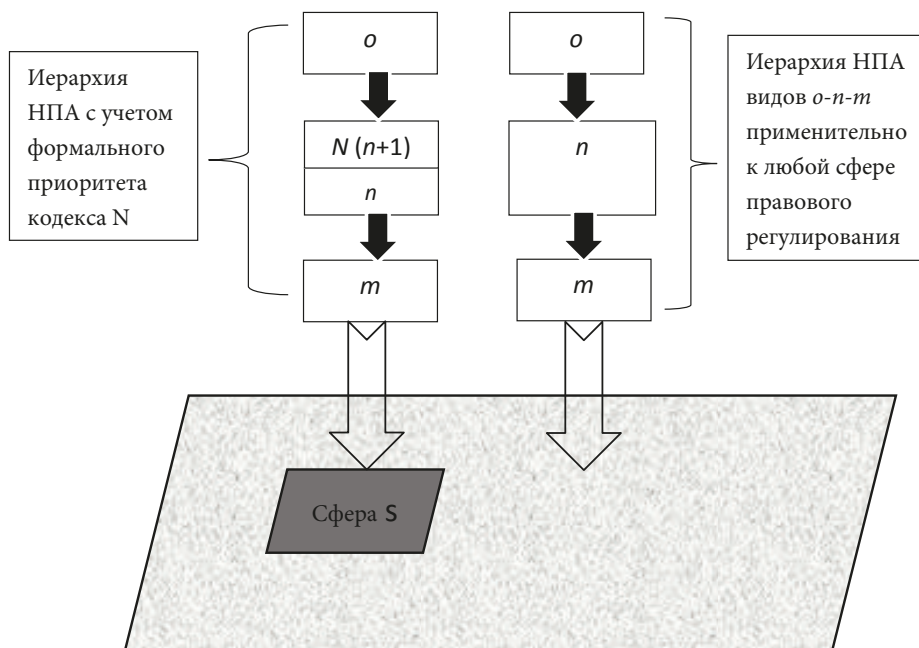 Иерархия
НПА с учетом
формального
приоритета
кодекса N
o
N (n+1)
n
m
o
n
m
Иерархия НПА
видов o-n-m
применительно
к любой сфере
правового
регулирования
Сфера S